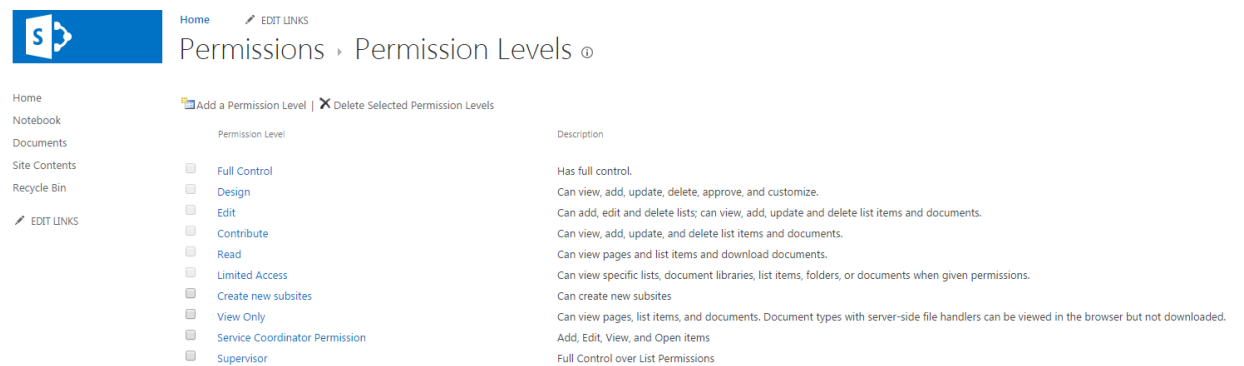 S
Home EDIT LINKS
Permissions Permission Levels
Home
Notebook
Documents
Site Contents
Recycle Bin
EDIT LINKS
Add a Permission Level | Delete Selected Permission Levels
Permission Level Description
Full Control Has full control.
Design Can view, add, update, delete, approve, and customize.
Edit Can add, edit and delete lists; can view, add, update and delete list items and documents.
Contribute Can view, add, update, and delete list items and documents.
Read Can view pages and list items and download documents.
Limited Access Can view specific lists, document libraries, list items, folders, or documents when given permissions.
Create new subsites Can create new subsites
View Only Can view pages, list items, and documents. Document types with server-side file handlers can be viewed in the browser but not downloaded.
Service Coordinator Permission Add, Edit, View, and Open items
Supervisor Full Control over List Permissions